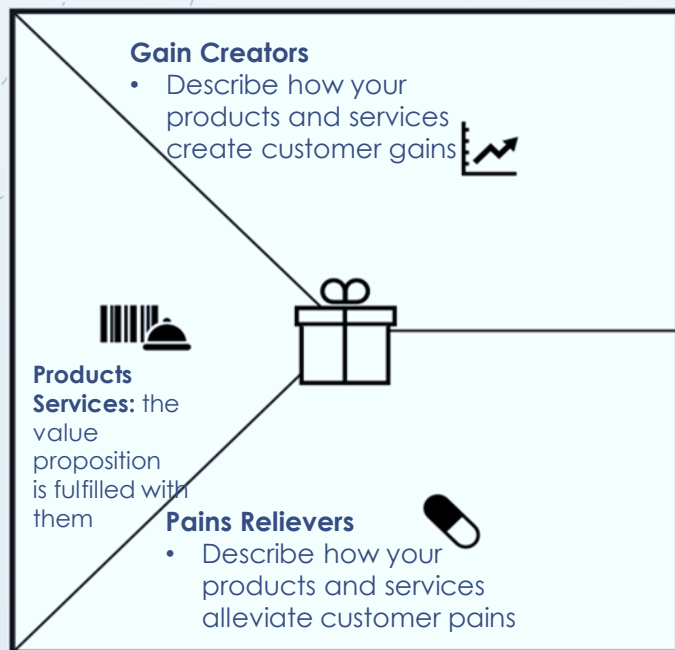 Gain Creators
• Describe how your
products and services
create customer gains
Products
Services: the
value
proposition
is fulfilled with
them
Pains Relievers
• Describe how your
products and services
alleviate customer pains